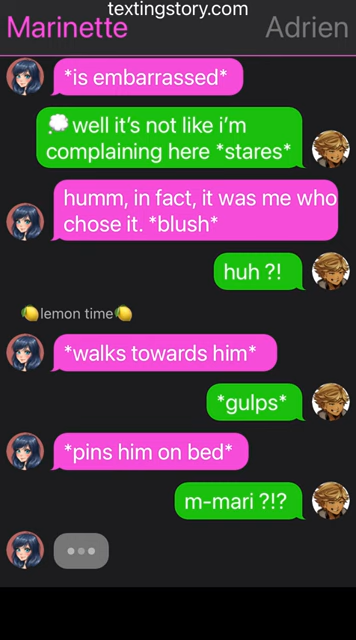 textingstory.com
Marinette Adrien
*is embarrassed*
💭well it's not like i'm
complaining here *stares*
humm, in fact, it was me who
chose it. *blush*
huh ?!
🍋lemon time🍋
*walks towards him*
*gulps*
*pins him on bed*
m-mari ?!?